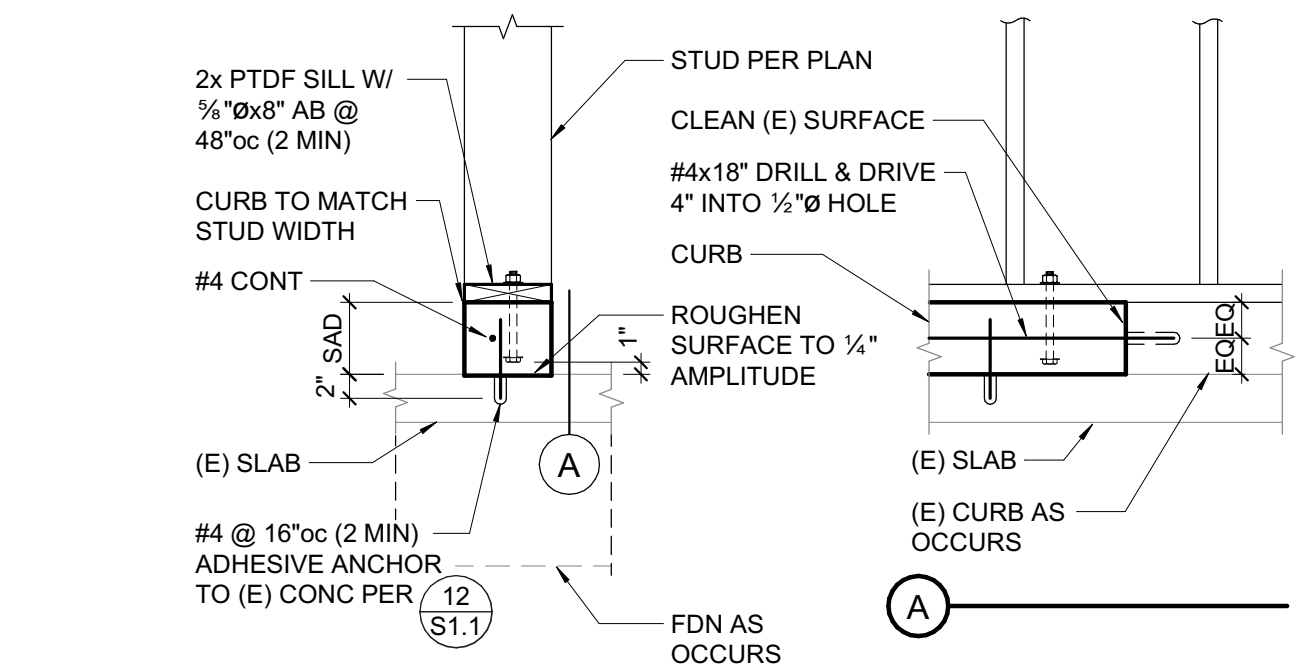 2x PTDF SILL W/
⅝"Øx8" AB @
48"oc (2 MIN)
CURB TO MATCH
STUD WIDTH
#4 CONT
SAD
2"
1"
(E) SLAB
#4 @ 16"oc (2 MIN)
ADHESIVE ANCHOR
TO (E) CONC PER
12
S1.1
A
STUD PER PLAN
CLEAN (E) SURFACE
#4x18" DRILL & DRIVE
4" INTO ½"Ø HOLE
CURB
ROUGHEN
SURFACE TO ¼"
AMPLITUDE
FDN AS
OCCURS
EQ
EQ
(E) SLAB
(E) CURB AS
OCCURS
A